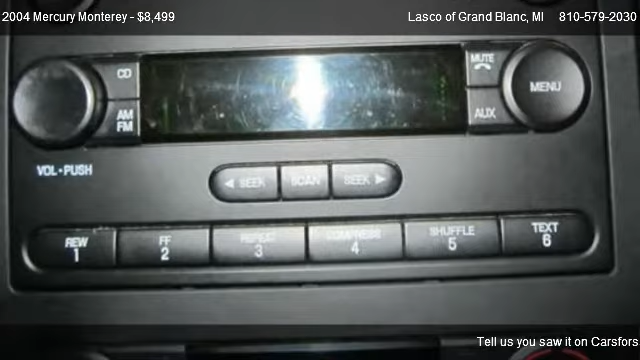 2004 Mercury Monterey - $8,499
Lasco of Grand Blanc, MI 810-579-2030
CD
MUTE
MENU
AM
FM
AUX
VOL•PUSH
◀ SEEK SCAN SEEK ▶
REW FF REPEAT COMPRESS SHUFFLE TEXT
1 2 3 4 5 6
Tell us you saw it on Carsfors